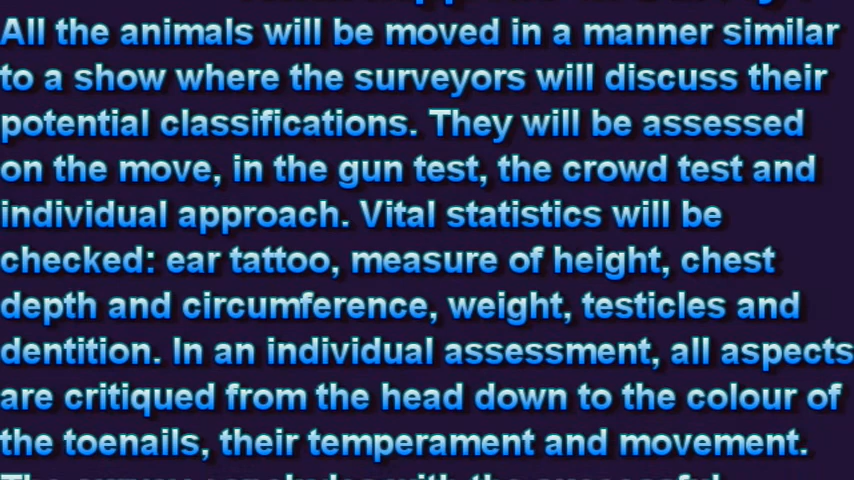 All the animals will be moved in a manner similar
to a show where the surveyors will discuss their
potential classifications. They will be assessed
on the move, in the gun test, the crowd test and
individual approach. Vital statistics will be
checked: ear tattoo, measure of height, chest
depth and circumference, weight, testicles and
dentition. In an individual assessment, all aspects
are critiqued from the head down to the colour of
the toenails, their temperament and movement.